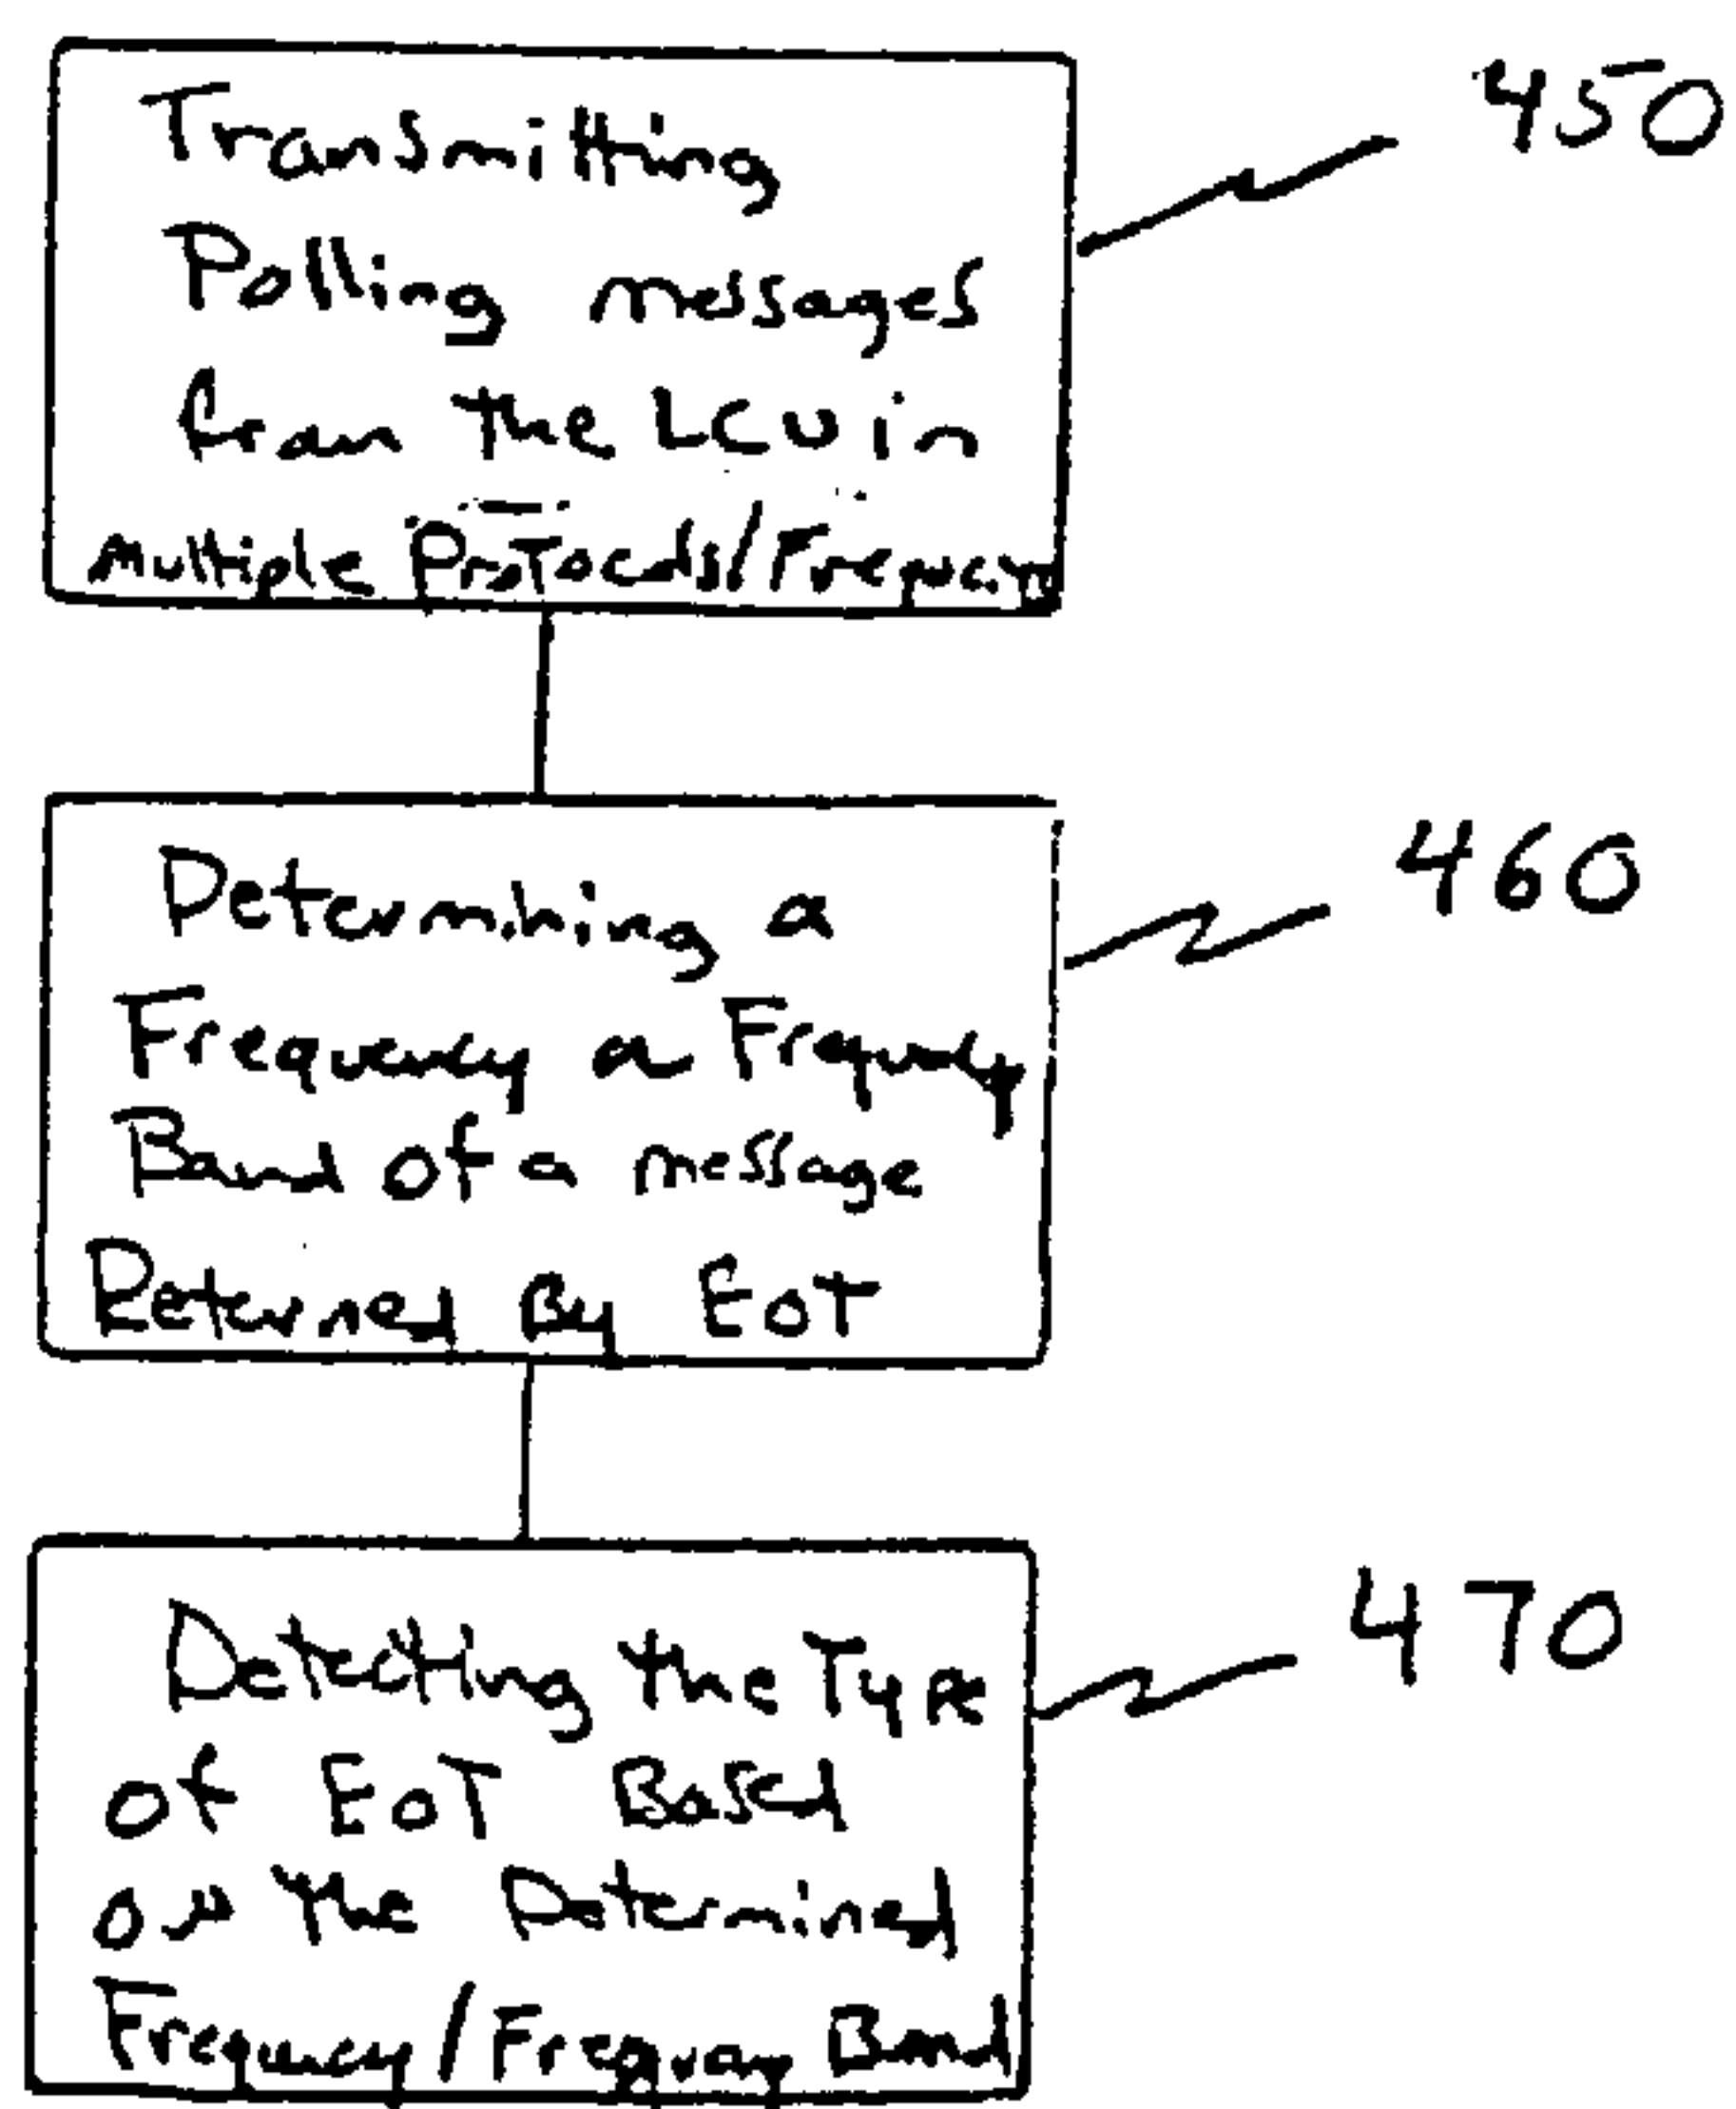 Transmitting
Polling messages
from the LCU in
Multiple Protocols/Frequency
450
Determining a
Frequency or Frequency
Band of a message
Returned By EOT
460
Detecting the Type
of EOT Based
on the Determined
Frequency/Frequency Band
470